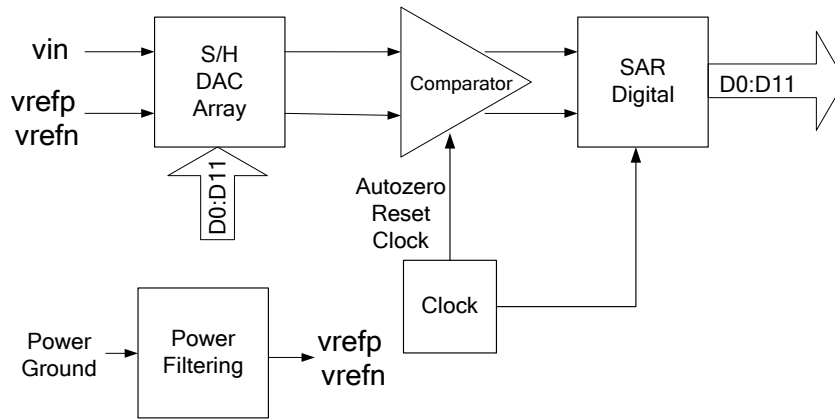 vin
vrefp
vrefn
S/H
DAC
Array
D0:D11
Comparator
SAR
Digital
D0:D11
Autozero
Reset
Clock
Clock
Power
Ground
Power
Filtering
vrefp
vrefn